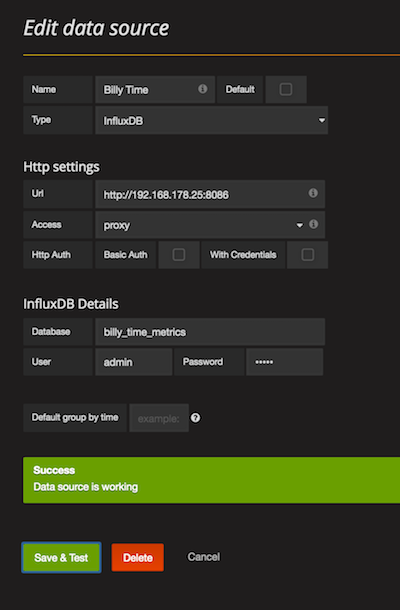 Edit data source
Name Billy Time Default
Type InfluxDB
Http settings
Url http://192.168.178.25:8086
Access proxy
Http Auth Basic Auth With Credentials
InfluxDB Details
Database billy_time_metrics
User admin Password •••••
Default group by time example:
Success
Data source is working
Save & Test Delete Cancel